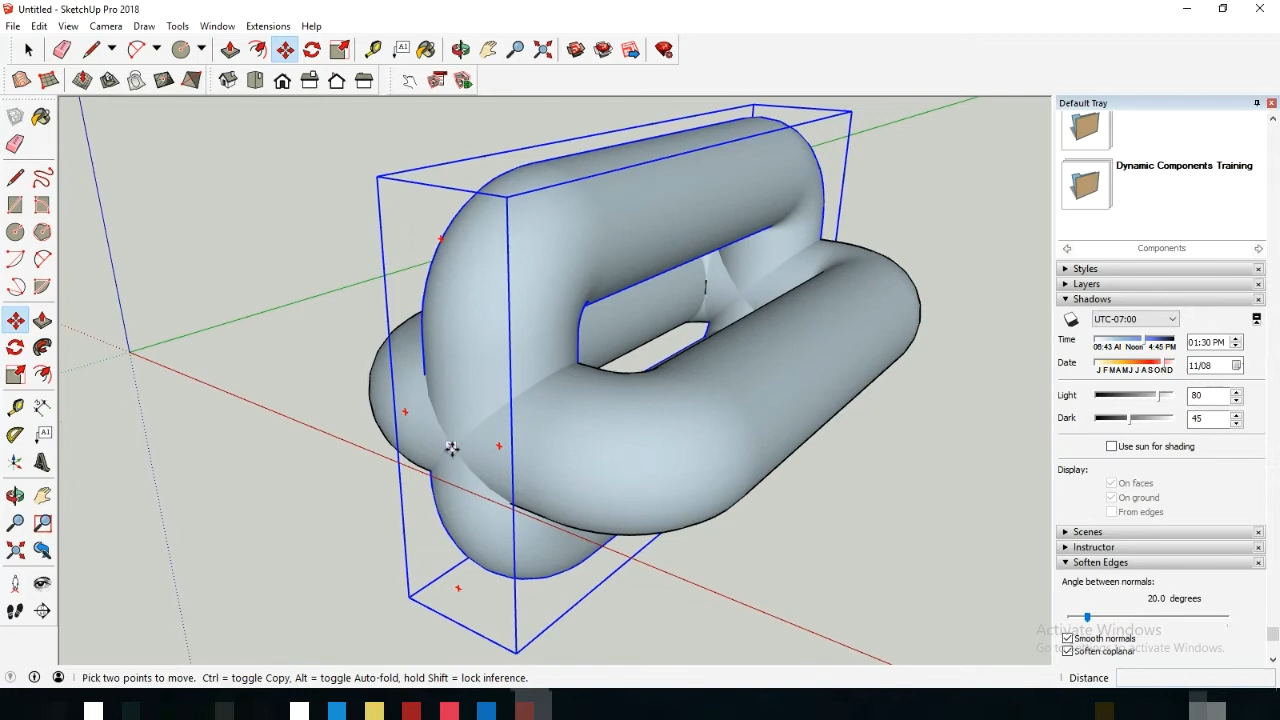 Untitled - SketchUp Pro 2018
File Edit View Camera Draw Tools Window Extensions Help
A1
Default Tray
Dynamic Components Training
Components
Styles
Layers
Shadows
UTC-07:00
Time 06:43 AM Noon 4:45 PM 01:30 PM
Date J F M A M J J A S O N D 11/08
Light 80
Dark 45
Use sun for shading
Display:
On faces
On ground
From edges
Scenes
Instructor
Soften Edges
Angle between normals:
20.0 degrees
Activate Windows
Smooth normals
Soften coplanar
Pick two points to move. Ctrl = toggle Copy, Alt = toggle Auto-fold, hold Shift = lock inference.
Distance